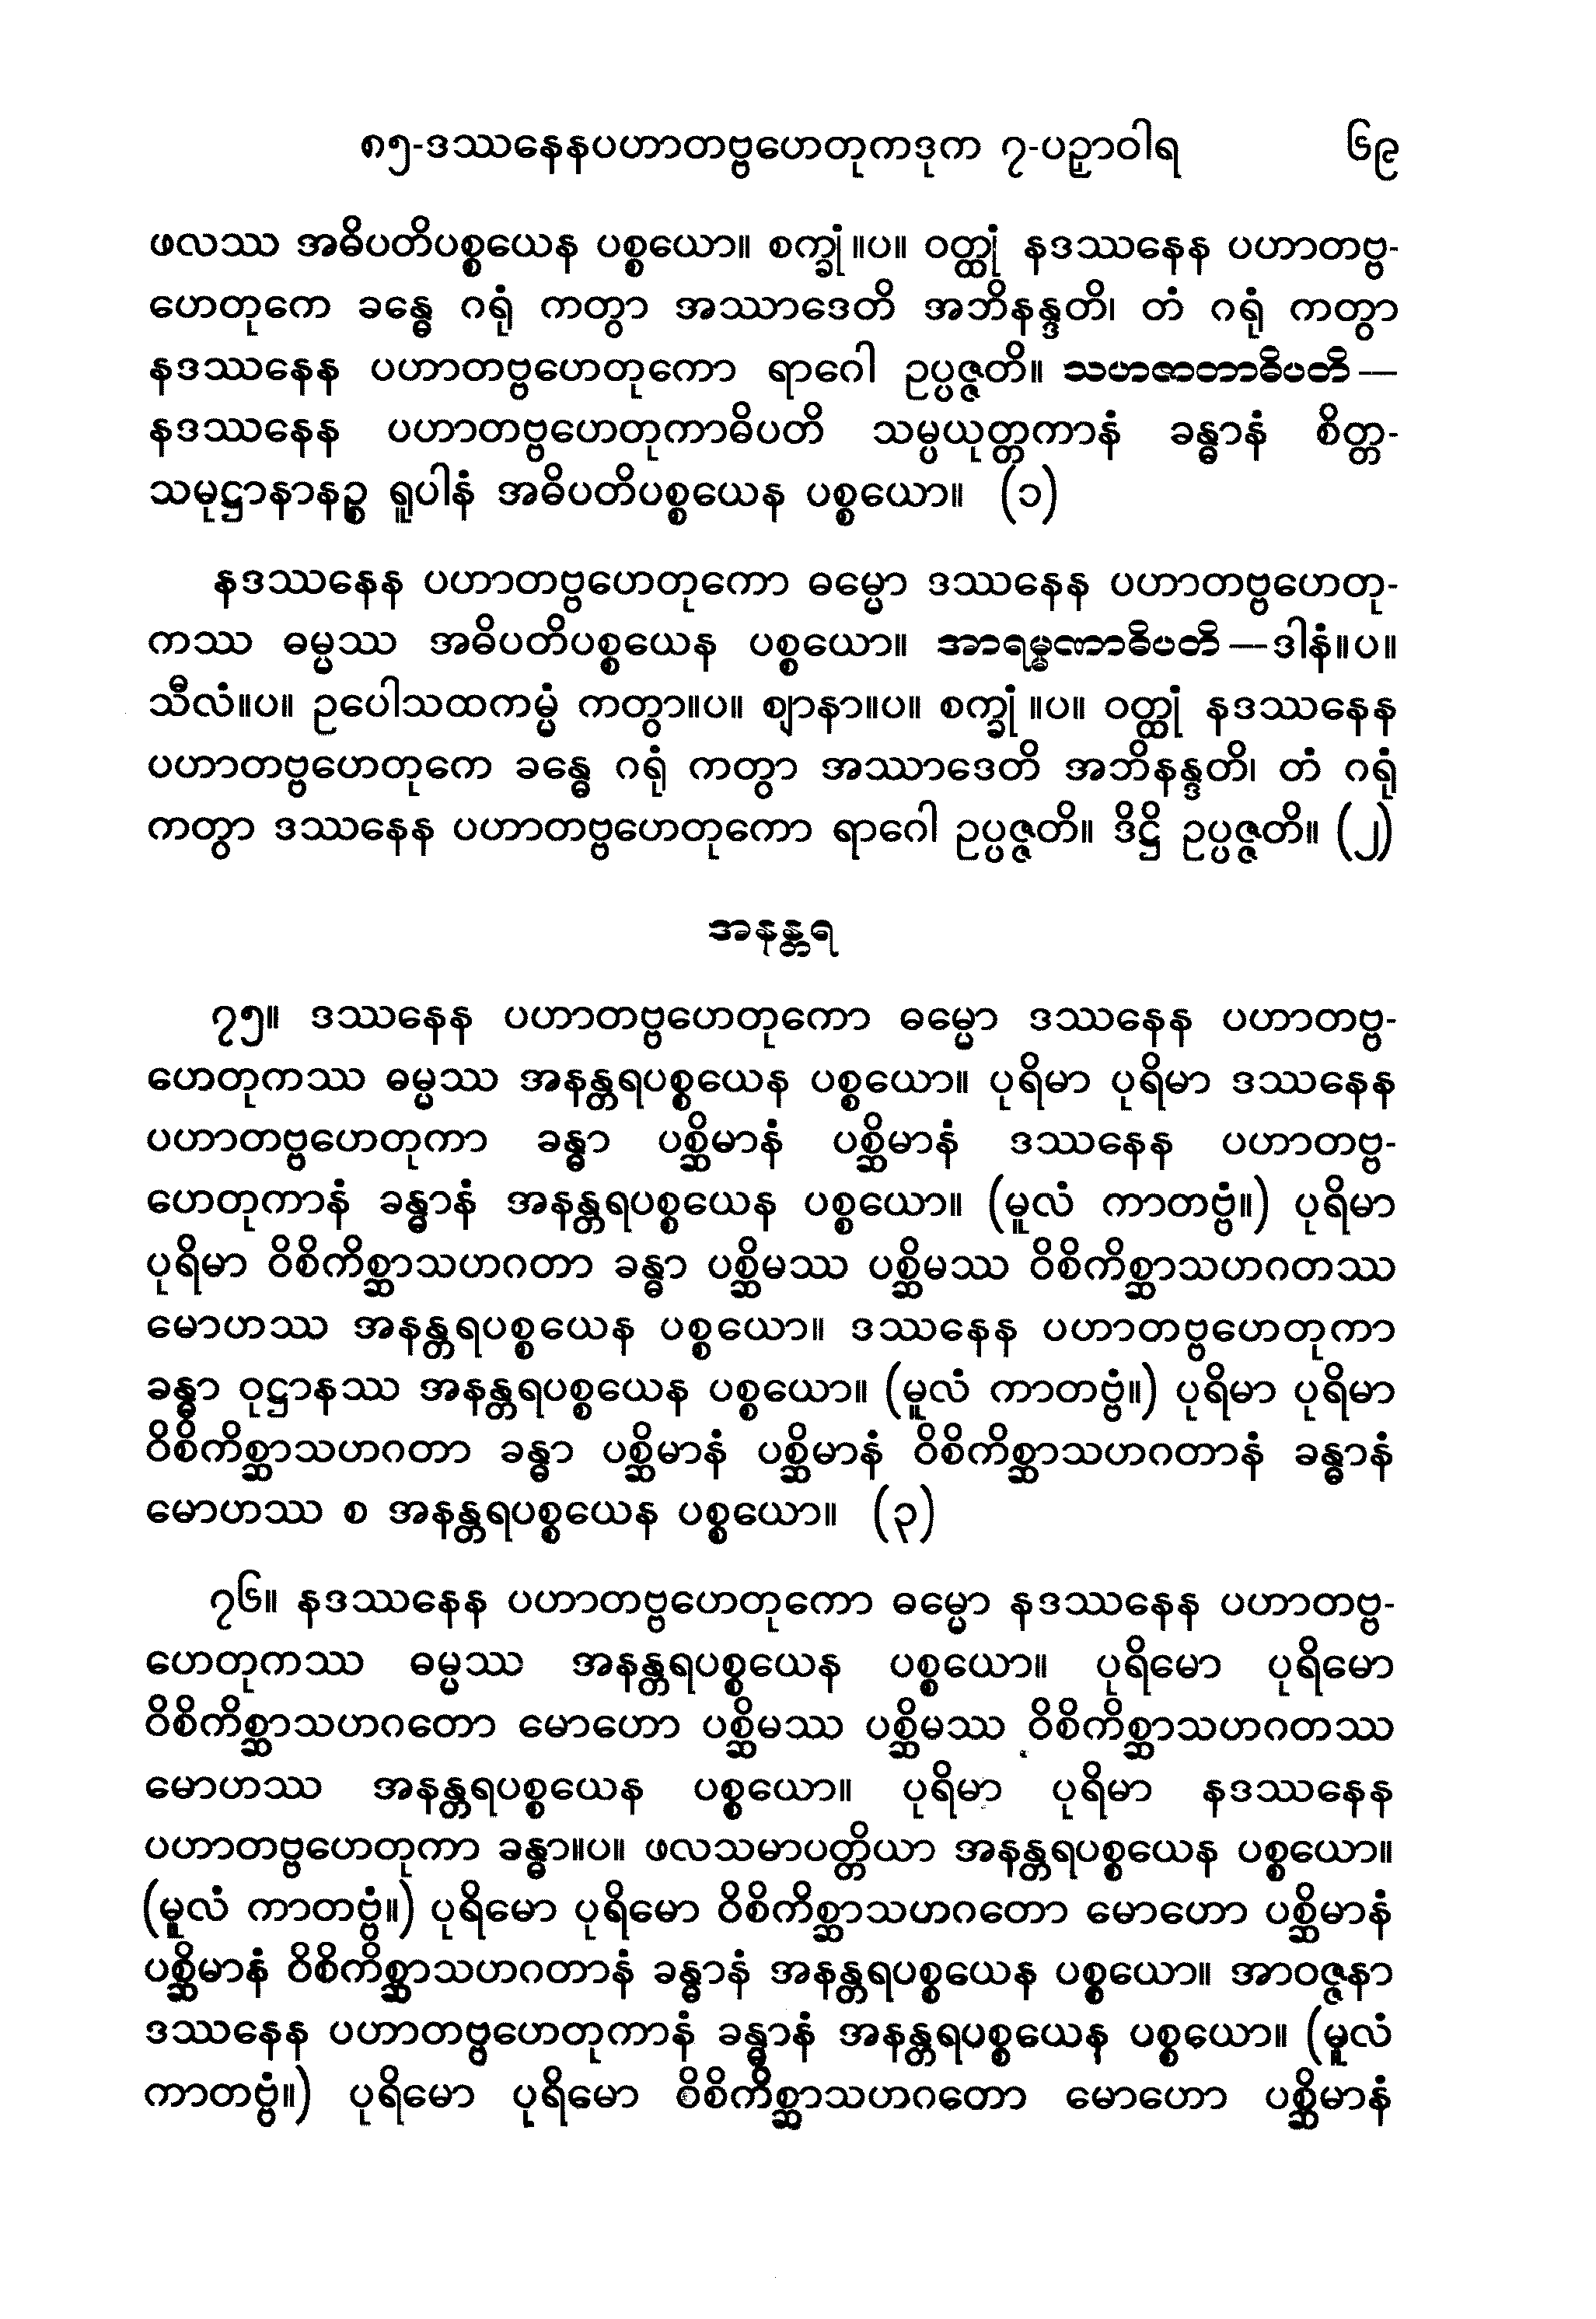 ၈၅-ဒဿနေနပဟာတဗ္ဗဟေတုကဒုက ၇-ပဉှာဝါရ ၆၉
ဖလဿ အဓိပတိပစ္စယေန ပစ္စယော။ စက္ခုံ။ပ။ ဝတ္ထုံ နဒဿနေန ပဟာတဗ္ဗ-
ဟေတုကေ ခန္ဓေ ဂရုံ ကတွာ အဿာဒေတိ အဘိနန္ဒတိ၊ တံ ဂရုံ ကတွာ
နဒဿနေန ပဟာတဗ္ဗဟေတုကော ရာဂေါ ဥပ္ပဇ္ဇတိ။ သဟဇာတာဓိပတိ—
နဒဿနေန ပဟာတဗ္ဗဟေတုကာဓိပတိ သမ္ပယုတ္တကာနံ ခန္ဓာနံ စိတ္တ-
သမုဋ္ဌာနာနဉ္စ ရူပါနံ အဓိပတိပစ္စယေန ပစ္စယော။ (၁)
နဒဿနေန ပဟာတဗ္ဗဟေတုကော ဓမ္မော ဒဿနေန ပဟာတဗ္ဗဟေတု-
ကဿ ဓမ္မဿ အဓိပတိပစ္စယေန ပစ္စယော။ အာရမ္မဏာဓိပတိ—ဒါနံ။ပ။
သီလံ။ပ။ ဥပေါသထကမ္မံ ကတွာ။ပ။ ဈာနာ။ပ။ စက္ခုံ။ပ။ ဝတ္ထုံ နဒဿနေန
ပဟာတဗ္ဗဟေတုကေ ခန္ဓေ ဂရုံ ကတွာ အဿာဒေတိ အဘိနန္ဒတိ၊ တံ ဂရုံ
ကတွာ ဒဿနေန ပဟာတဗ္ဗဟေတုကော ရာဂေါ ဥပ္ပဇ္ဇတိ။ ဒိဋ္ဌိ ဥပ္ပဇ္ဇတိ။ (၂)
အနန္တရ
၇၅။ ဒဿနေန ပဟာတဗ္ဗဟေတုကော ဓမ္မော ဒဿနေန ပဟာတဗ္ဗ-
ဟေတုကဿ ဓမ္မဿ အနန္တရပစ္စယေန ပစ္စယော။ ပုရိမာ ပုရိမာ ဒဿနေန
ပဟာတဗ္ဗဟေတုကာ ခန္ဓာ ပစ္ဆိမာနံ ပစ္ဆိမာနံ ဒဿနေန ပဟာတဗ္ဗ-
ဟေတုကာနံ ခန္ဓာနံ အနန္တရပစ္စယေန ပစ္စယော။ (မူလံ ကာတဗ္ဗံ။) ပုရိမာ
ပုရိမာ ဝိစိကိစ္ဆာသဟဂတာ ခန္ဓာ ပစ္ဆိမဿ ပစ္ဆိမဿ ဝိစိကိစ္ဆာသဟဂတဿ
မောဟဿ အနန္တရပစ္စယေန ပစ္စယော။ ဒဿနေန ပဟာတဗ္ဗဟေတုကာ
ခန္ဓာ ဝုဋ္ဌာနဿ အနန္တရပစ္စယေန ပစ္စယော။ (မူလံ ကာတဗ္ဗံ။) ပုရိမာ ပုရိမာ
ဝိစိကိစ္ဆာသဟဂတာ ခန္ဓာ ပစ္ဆိမာနံ ပစ္ဆိမာနံ ဝိစိကိစ္ဆာသဟဂတာနံ ခန္ဓာနံ
မောဟဿ စ အနန္တရပစ္စယေန ပစ္စယော။ (၃)
၇၆။ နဒဿနေန ပဟာတဗ္ဗဟေတုကော ဓမ္မော နဒဿနေန ပဟာတဗ္ဗ-
ဟေတုကဿ ဓမ္မဿ အနန္တရပစ္စယေန ပစ္စယော။ ပုရိမော ပုရိမော
ဝိစိကိစ္ဆာသဟဂတော မောဟော ပစ္ဆိမဿ ပစ္ဆိမဿ ဝိစိကိစ္ဆာသဟဂတဿ
မောဟဿ အနန္တရပစ္စယေန ပစ္စယော။ ပုရိမာ ပုရိမာ နဒဿနေန
ပဟာတဗ္ဗဟေတုကာ ခန္ဓာ။ပ။ ဖလသမာပတ္တိယာ အနန္တရပစ္စယေန ပစ္စယော။
(မူလံ ကာတဗ္ဗံ။) ပုရိမော ပုရိမော ဝိစိကိစ္ဆာသဟဂတော မောဟော ပစ္ဆိမာနံ
ပစ္ဆိမာနံ ဝိစိကိစ္ဆာသဟဂတာနံ ခန္ဓာနံ အနန္တရပစ္စယေန ပစ္စယော။ အာဝဇ္ဇနာ
ဒဿနေန ပဟာတဗ္ဗဟေတုကာနံ ခန္ဓာနံ အနန္တရပစ္စယေန ပစ္စယော။ (မူလံ
ကာတဗ္ဗံ။) ပုရိမော ပုရိမော ဝိစိကိစ္ဆာသဟဂတော မောဟော ပစ္ဆိမာနံ